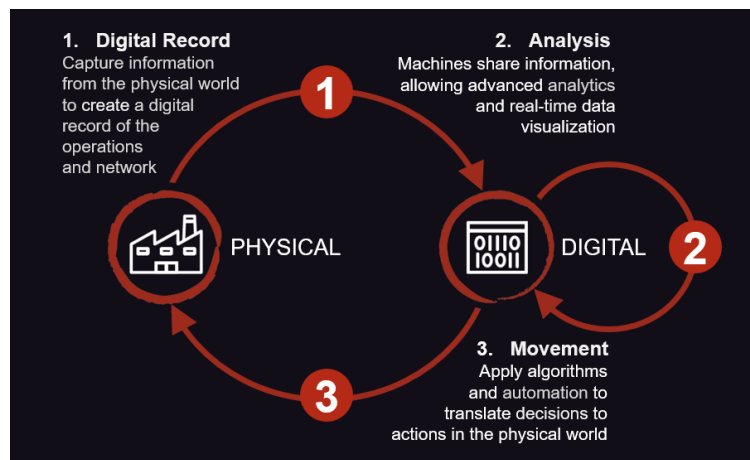 1. Digital Record
Capture information
from the physical world
to create a digital
record of the
operations
and network
2. Analysis
Machines share information,
allowing advanced analytics
and real-time data
visualization
1
PHYSICAL
01110
10011
DIGITAL
2
3
3. Movement
Apply algorithms
and automation to
translate decisions to
actions in the physical world